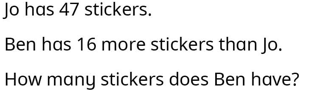 Jo has 47 stickers.
Ben has 16 more stickers than Jo.
How many stickers does Ben have?